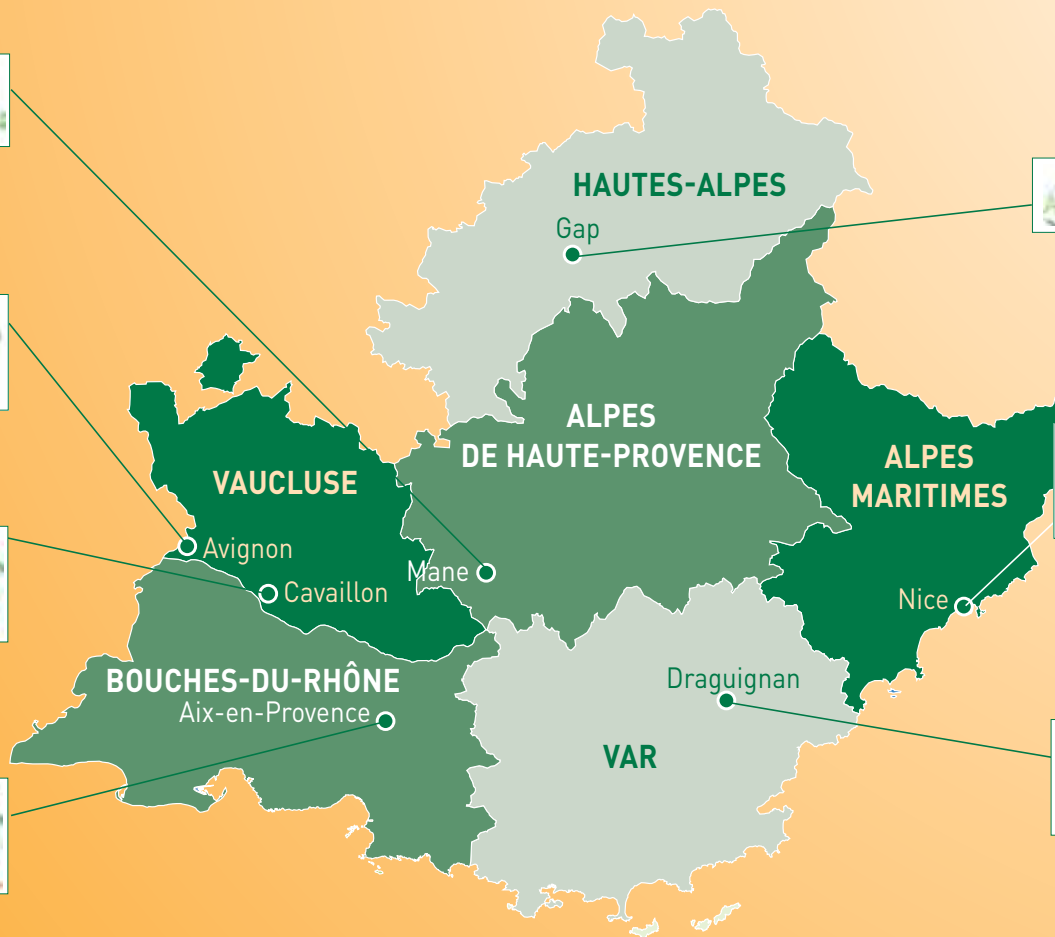 HAUTES-ALPES
Gap
ALPES
DE HAUTE-PROVENCE
ALPES
MARITIMES
VAUCLUSE
Avignon
Mane
Cavaillon
Nice
BOUCHES-DU-RHÔNE
Aix-en-Provence
Draguignan
VAR